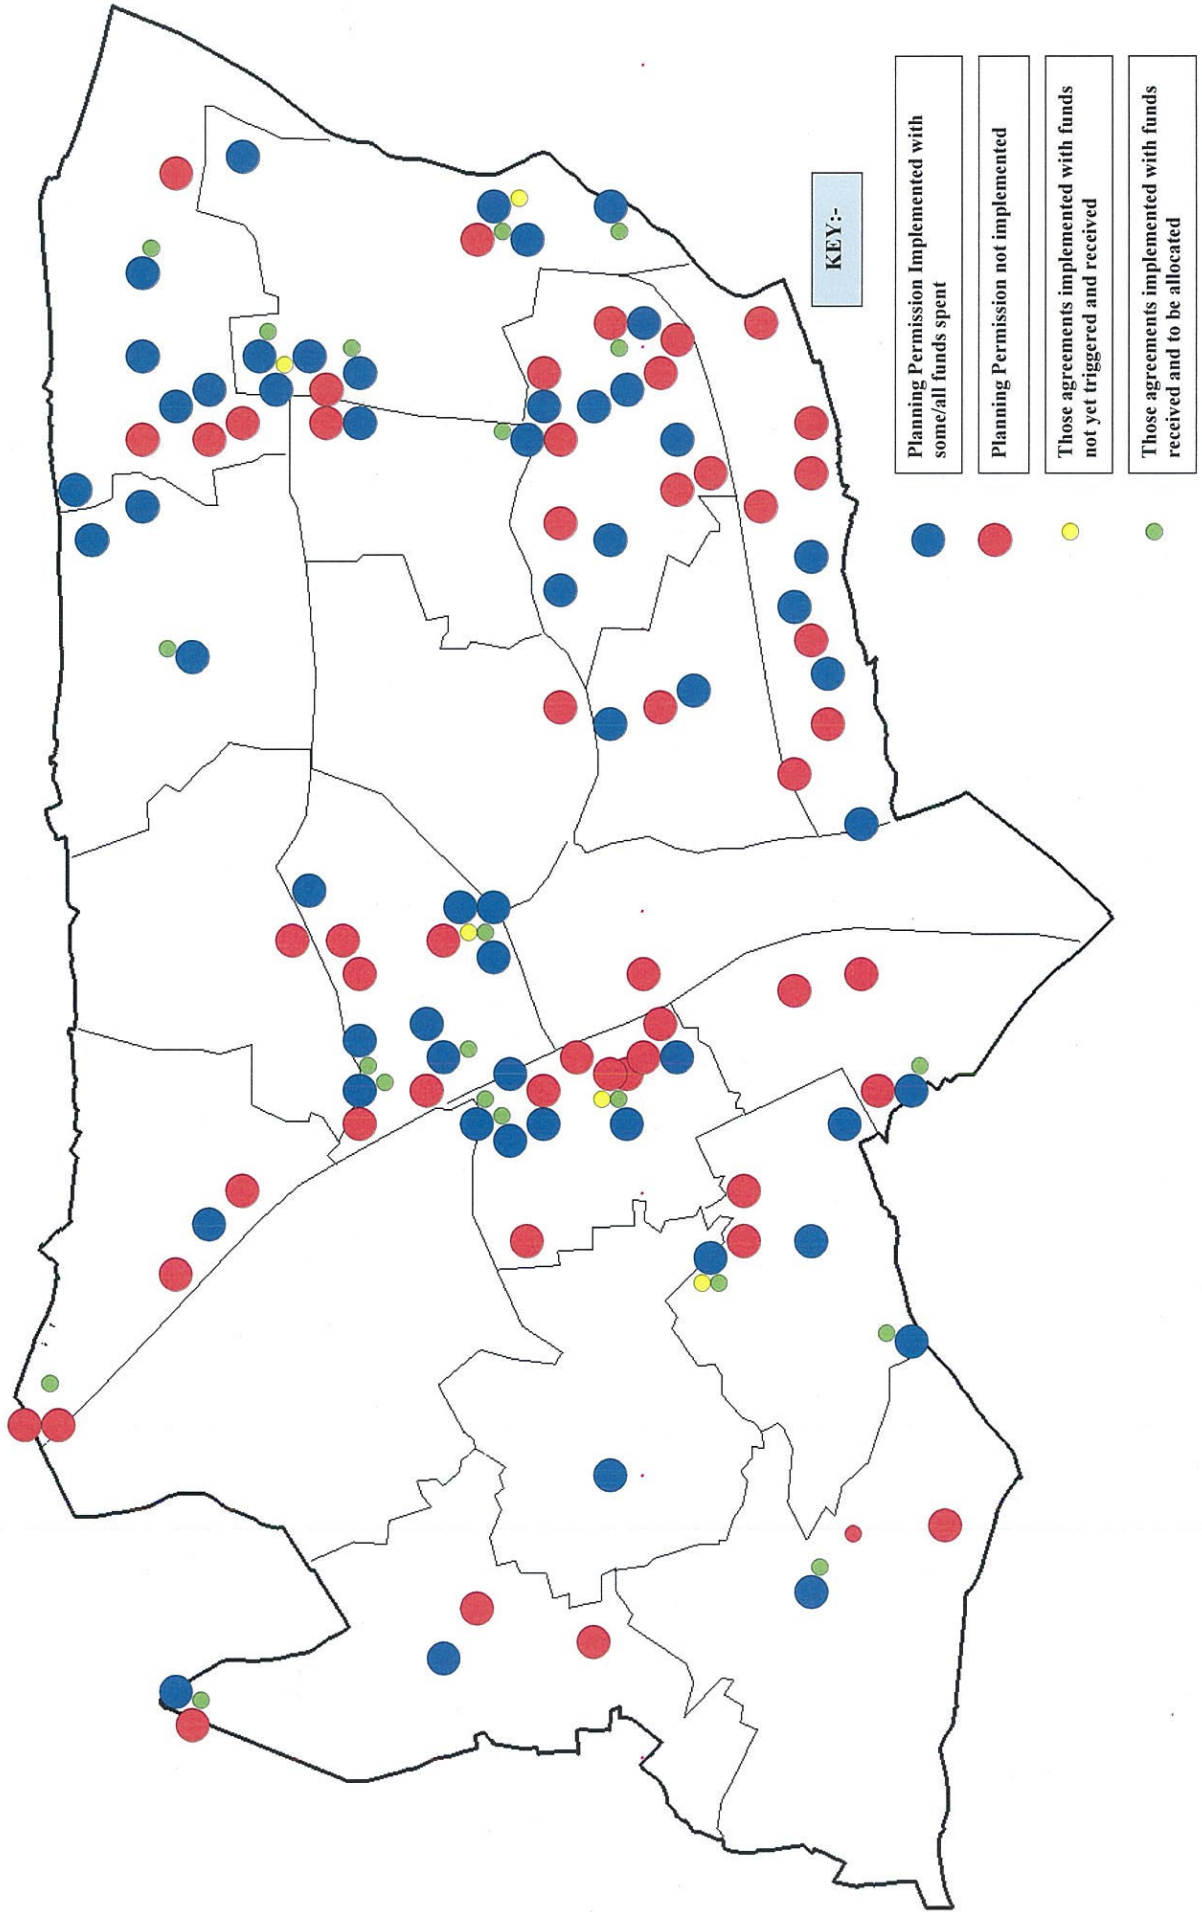 KEY:-
Planning Permission Implemented with
some/all funds spent
Planning Permission not implemented
Those agreements implemented with funds
not yet triggered and received
Those agreements implemented with funds
received and to be allocated